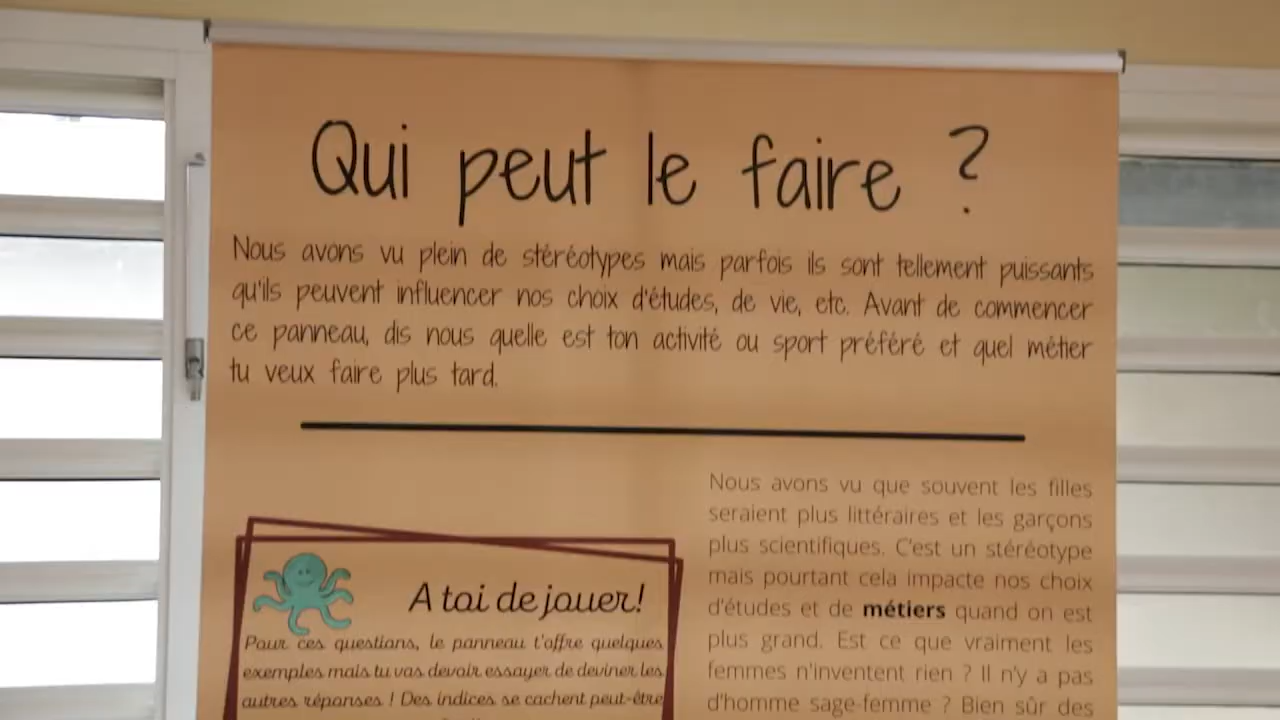 Qui peut le faire ?
Nous avons vu plein de stéréotypes mais parfois ils sont tellement puissants
qu'ils peuvent influencer nos choix d'études, de vie, etc. Avant de commencer
ce panneau, dis nous quelle est ton activité ou sport préféré et quel métier
tu veux faire plus tard.
A toi de jouer!
Pour ces questions, le panneau t'offre quelques
exemples mais tu vas devoir essayer de deviner les
autres réponses ! Des indices se cachent peut-être
Nous avons vu que souvent les filles
seraient plus littéraires et les garçons
plus scientifiques. C'est un stéréotype
mais pourtant cela impacte nos choix
d'études et de métiers quand on est
plus grand. Est ce que vraiment les
femmes n'inventent rien ? Il n'y a pas
d'homme sage-femme ? Bien sûr des